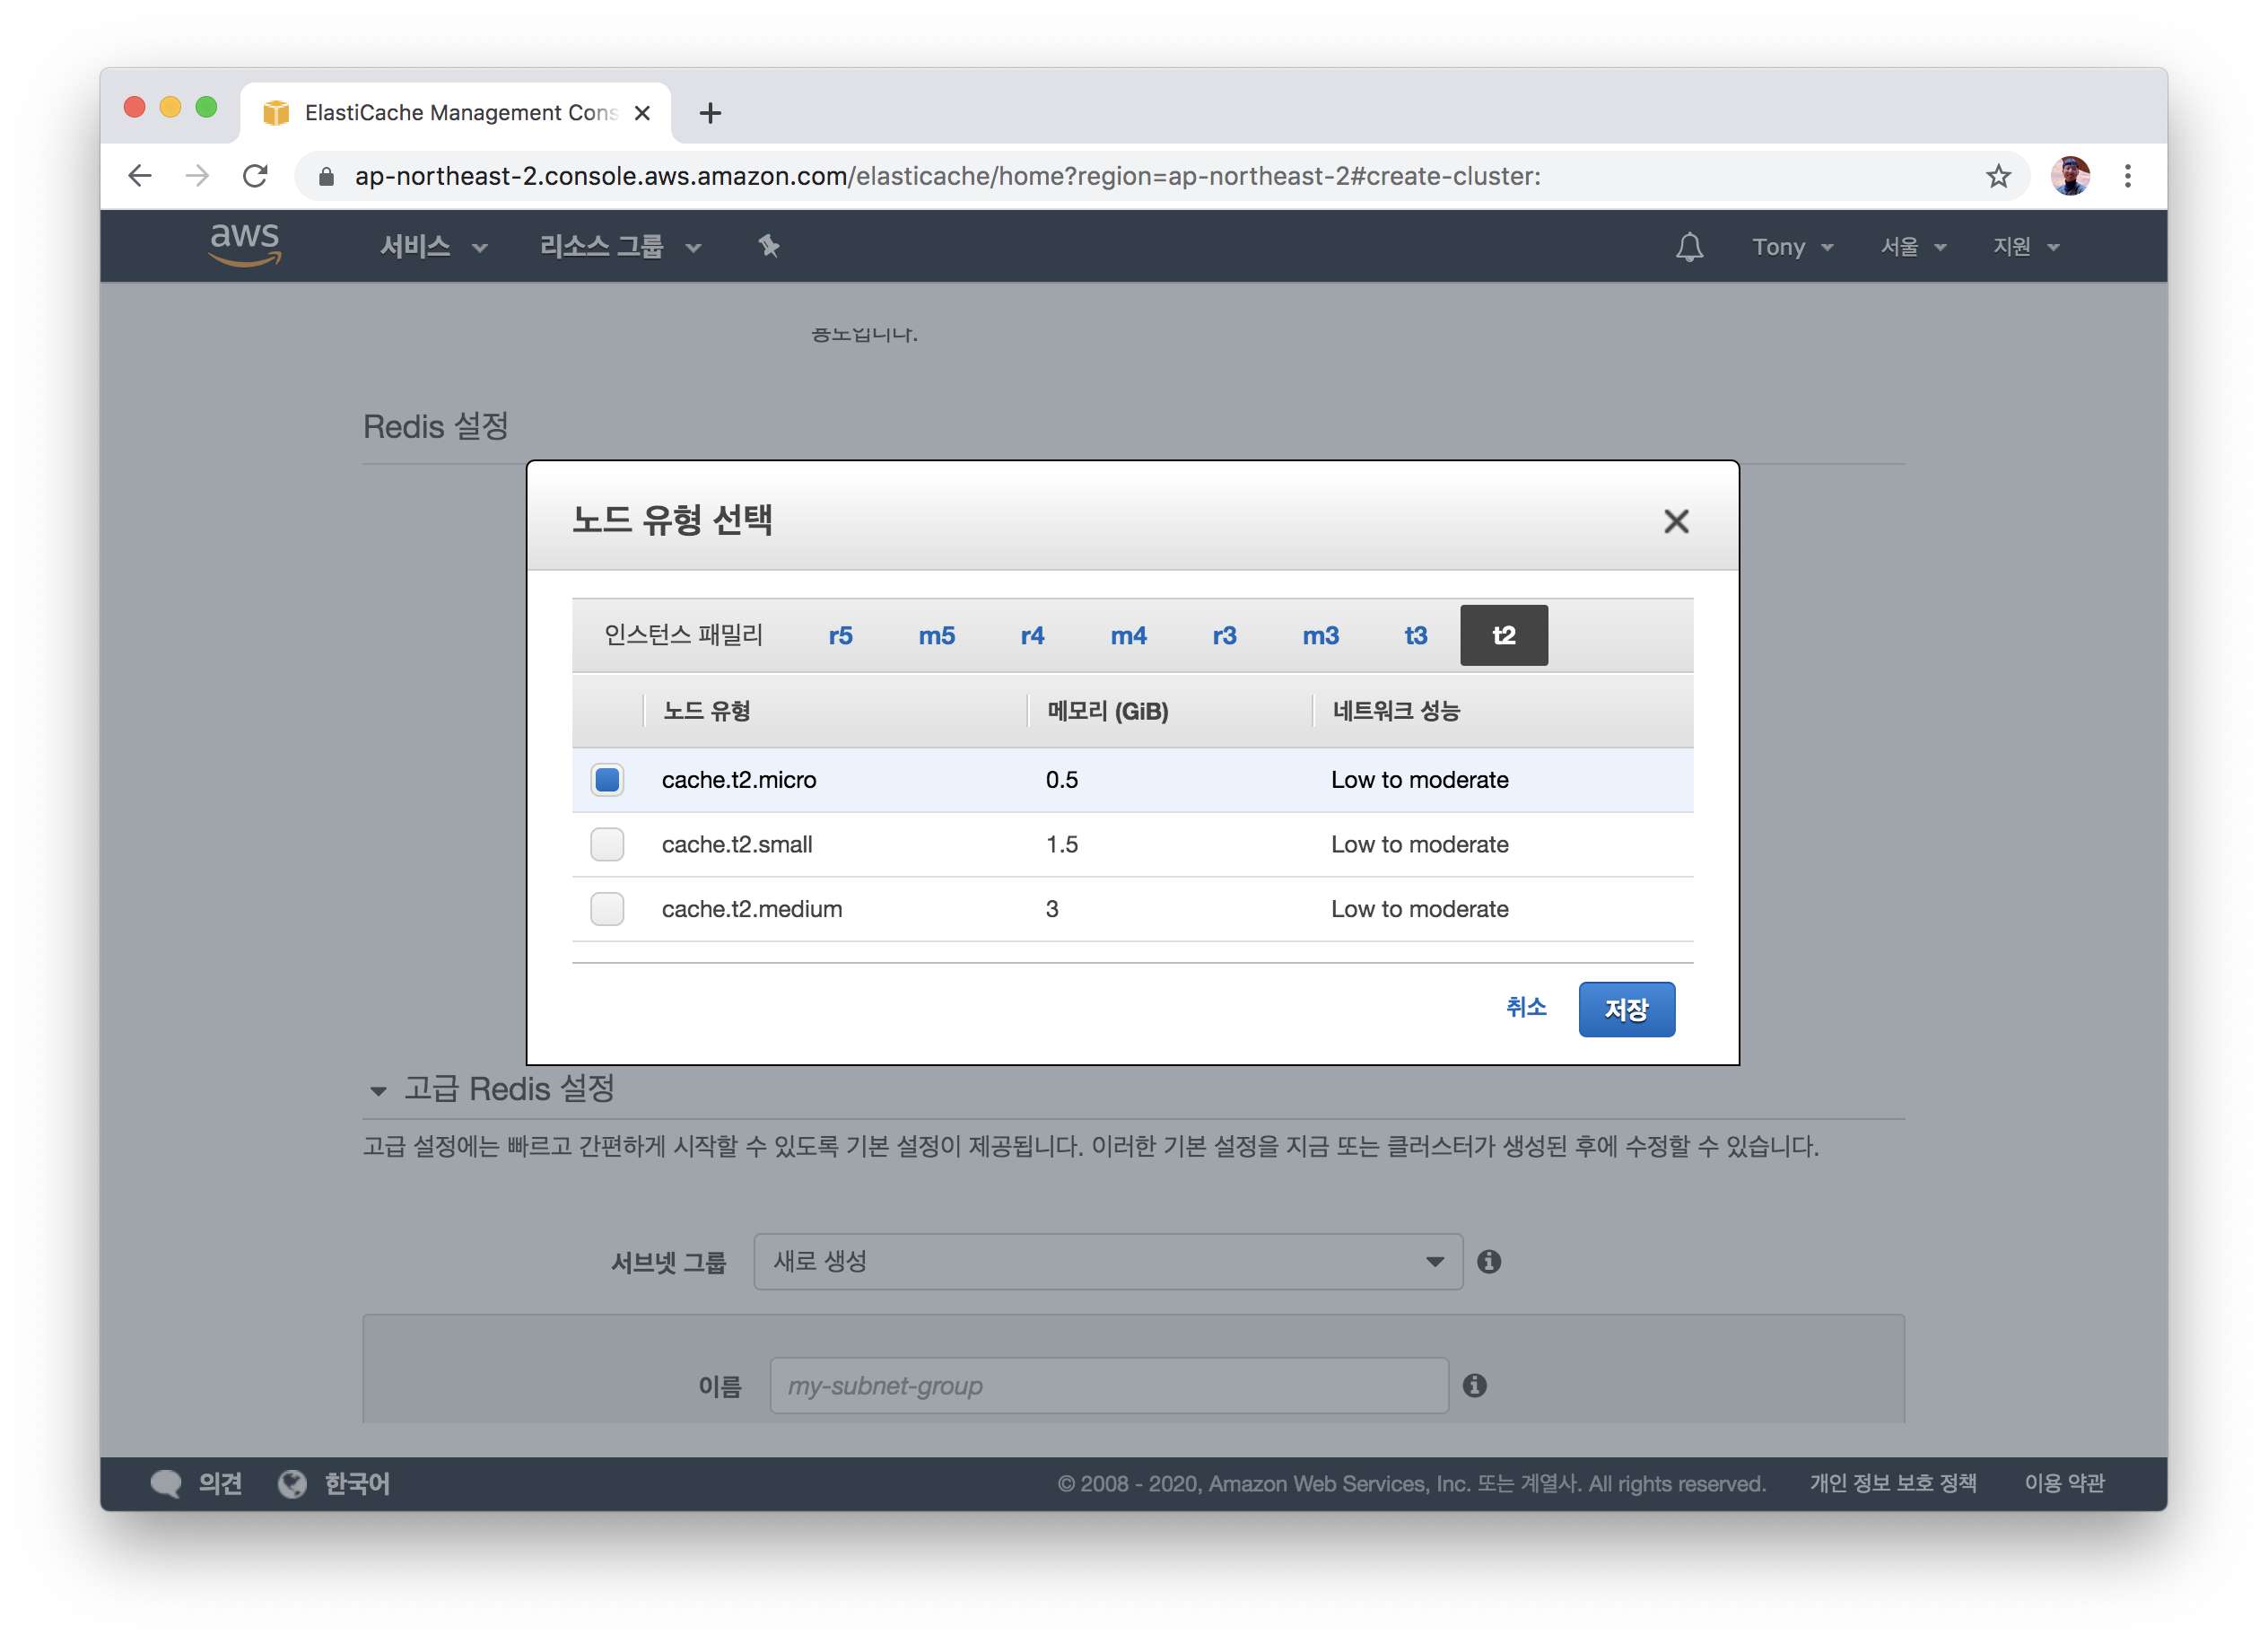 ElastiCache Management Cons
ap-northeast-2.console.aws.amazon.com/elasticache/home?region=ap-northeast-2#create-cluster:
aws 서비스 리소스 그룹 Tony 서울 지원
용도입니다.
Redis 설정
노드 유형 선택
인스턴스 패밀리 r5 m5 r4 m4 r3 m3 t3 t2
노드 유형 메모리 (GiB) 네트워크 성능
cache.t2.micro 0.5 Low to moderate
cache.t2.small 1.5 Low to moderate
cache.t2.medium 3 Low to moderate
취소 저장
고급 Redis 설정
고급 설정에는 빠르고 간편하게 시작할 수 있도록 기본 설정이 제공됩니다. 이러한 기본 설정을 지금 또는 클러스터가 생성된 후에 수정할 수 있습니다.
서브넷 그룹 새로 생성
이름 my-subnet-group
의견 한국어 © 2008 - 2020, Amazon Web Services, Inc. 또는 계열사. All rights reserved. 개인 정보 보호 정책 이용 약관